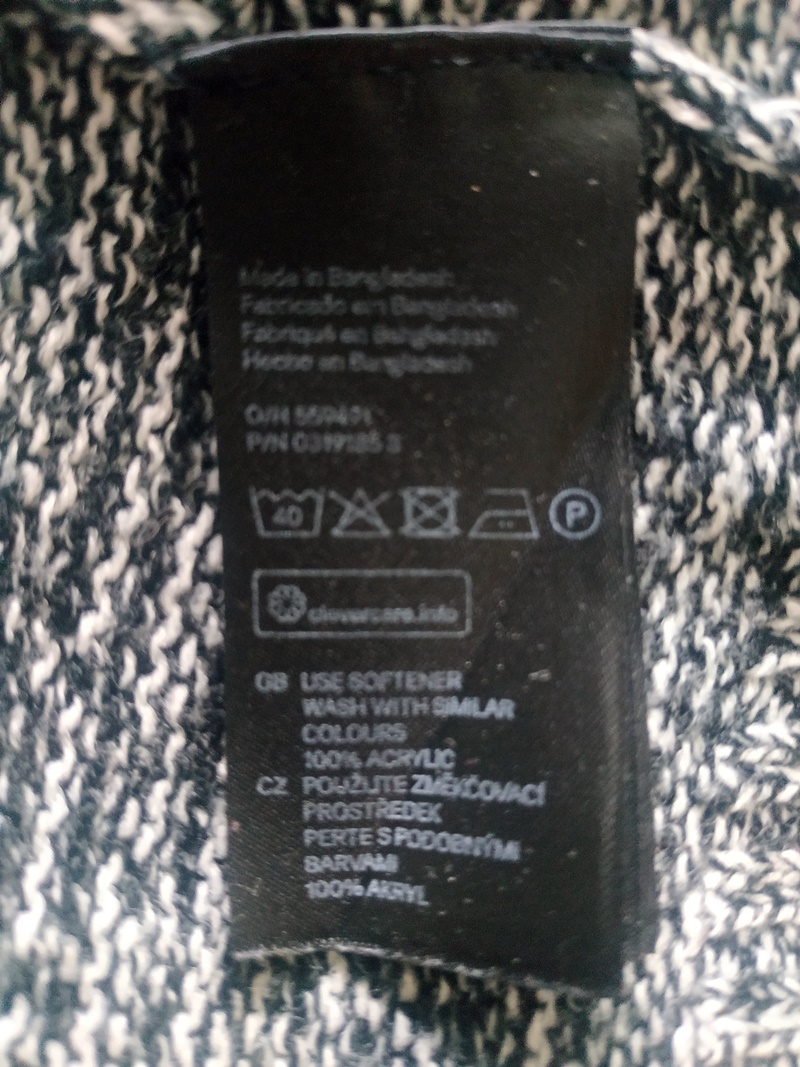 Made in Bangladesh
Fabricado em Bangladesh
Fabriqué en Bangladesh
Hecho en Bangladesh
O/N
P/N
40
P
clevercare.info
GB USE SOFTENER
WASH WITH SIMILAR
COLOURS
100% ACRYLIC
CZ POUŽIJTE ZMĚKČOVACÍ
PROSTŘEDEK
PERTE S PODOBNÝMI
BARVAMI
100% AKRYL